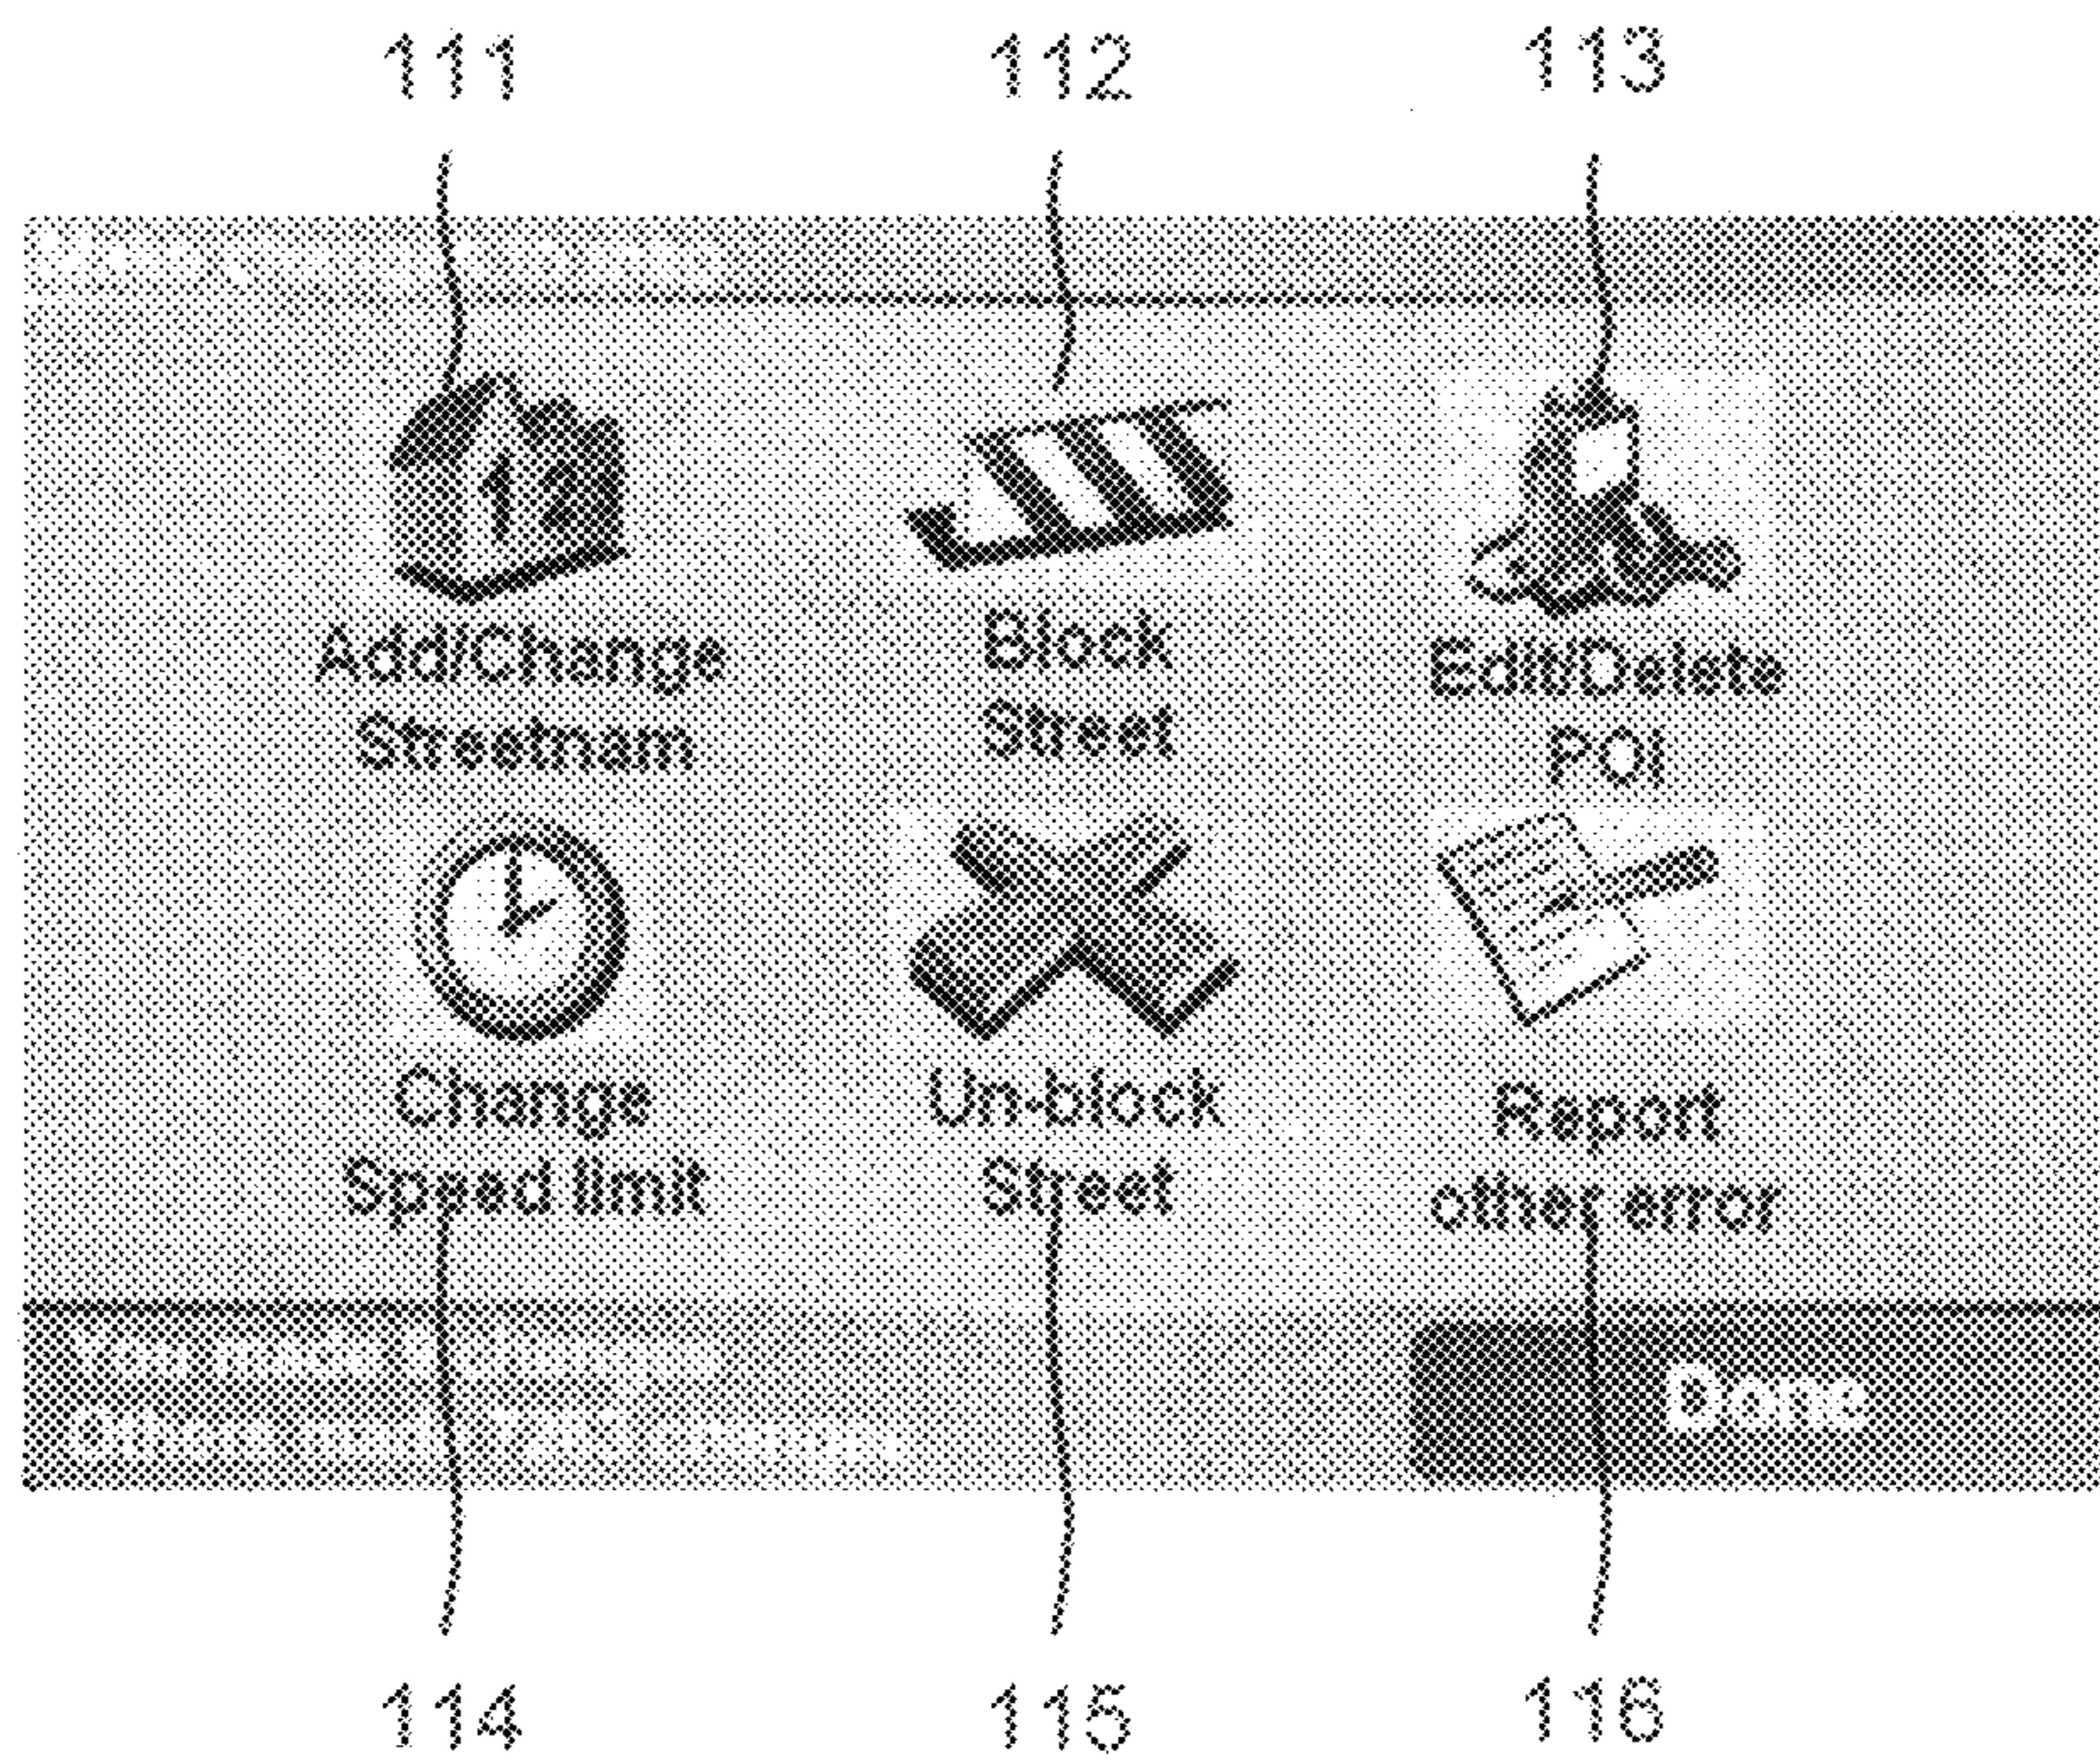 111 112 113
12
Add/Change
Streetnam
Block
Street
Edit/Delete
POI
Change
Speed limit
Un-block
Street
Report
other error
Done
114 115 116